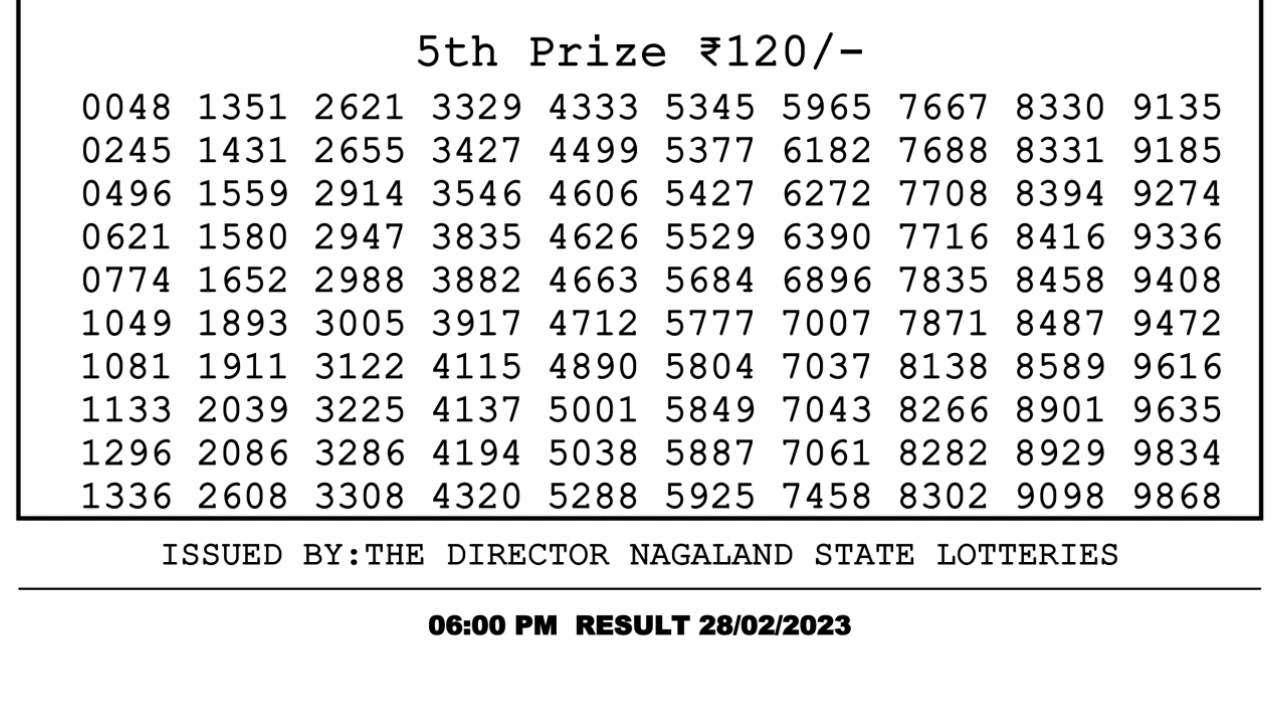 5th Prize ₹120/-
0048 1351 2621 3329 4333 5345 5965 7667 8330 9135
0245 1431 2655 3427 4499 5377 6182 7688 8331 9185
0496 1559 2914 3546 4606 5427 6272 7708 8394 9274
0621 1580 2947 3835 4626 5529 6390 7716 8416 9336
0774 1652 2988 3882 4663 5684 6896 7835 8458 9408
1049 1893 3005 3917 4712 5777 7007 7871 8487 9472
1081 1911 3122 4115 4890 5804 7037 8138 8589 9616
1133 2039 3225 4137 5001 5849 7043 8266 8901 9635
1296 2086 3286 4194 5038 5887 7061 8282 8929 9834
1336 2608 3308 4320 5288 5925 7458 8302 9098 9868
ISSUED BY:THE DIRECTOR NAGALAND STATE LOTTERIES
06:00 PM RESULT 28/02/2023